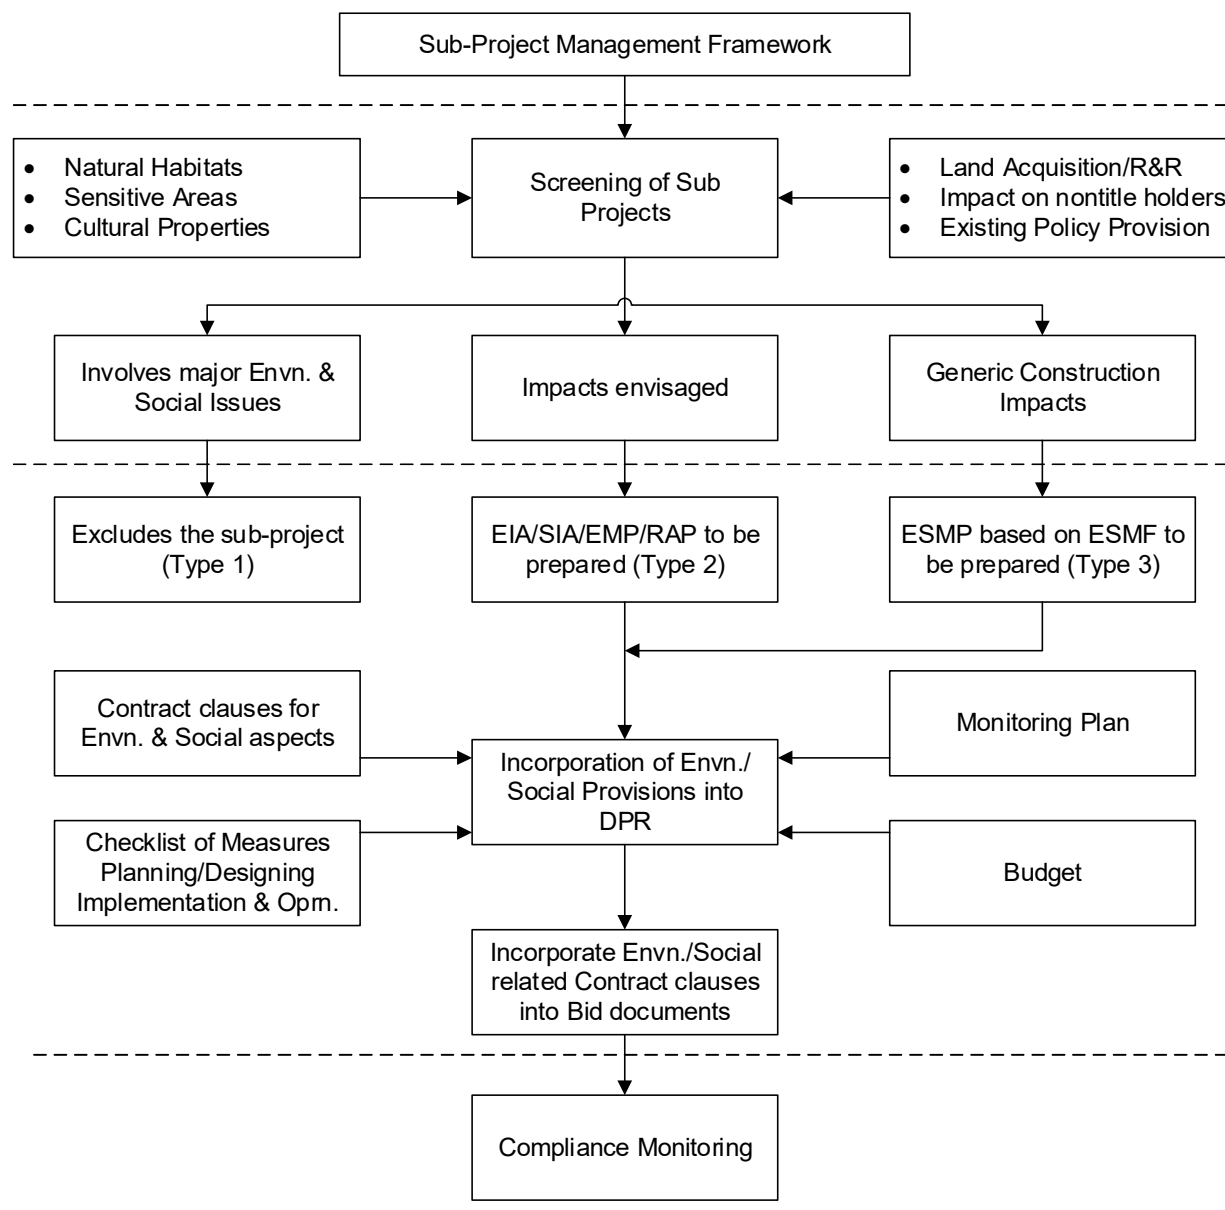 Sub-Project Management Framework
• Natural Habitats
• Sensitive Areas
• Cultural Properties
Screening of Sub
Projects
• Land Acquisition/R&R
• Impact on nontitle holders
• Existing Policy Provision
Involves major Envn. &
Social Issues
Impacts envisaged
Generic Construction
Impacts
Excludes the sub-project
(Type 1)
EIA/SIA/EMP/RAP to be
prepared (Type 2)
ESMP based on ESMF to
be prepared (Type 3)
Contract clauses for
Envn. & Social aspects
Monitoring Plan
Incorporation of Envn./
Social Provisions into
DPR
Checklist of Measures
Planning/Designing
Implementation & Oprn.
Budget
Incorporate Envn./Social
related Contract clauses
into Bid documents
Compliance Monitoring